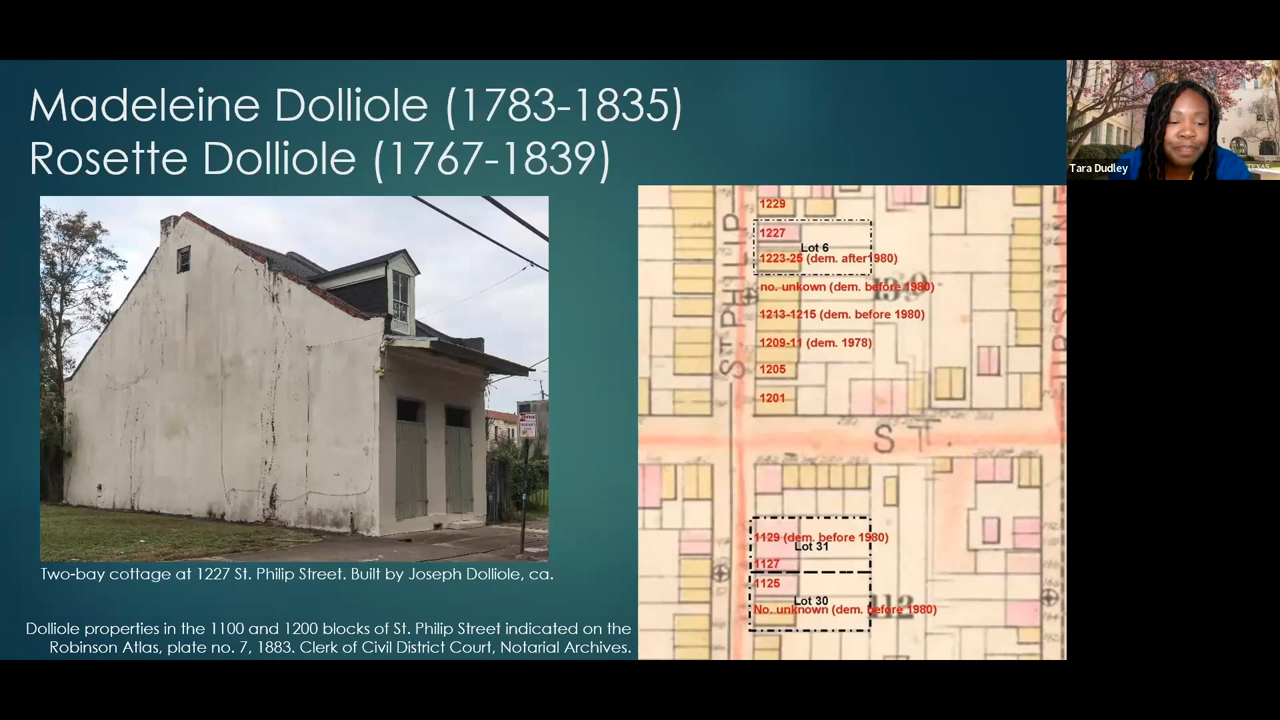 Madeleine Dolliole (1783-1835)
Rosette Dolliole (1767-1839)
Tara Dudley
TEXAS
Two-bay cottage at 1227 St. Philip Street. Built by Joseph Dolliole, ca.
Dolliole properties in the 1100 and 1200 blocks of St. Philip Street indicated on the
Robinson Atlas, plate no. 7, 1883. Clerk of Civil District Court, Notarial Archives.
1229
1227
Lot 6
1223-25 (dem. after 1980)
no. unkown (dem. before 1980)
139
1213-1215 (dem. before 1980)
1209-11 (dem. 1978)
1205
1201
ST. PHILIP
ST.
1129 (dem. before 1980)
Lot 31
1127
1125
Lot 30
112
No. unknown (dem. before 1980)